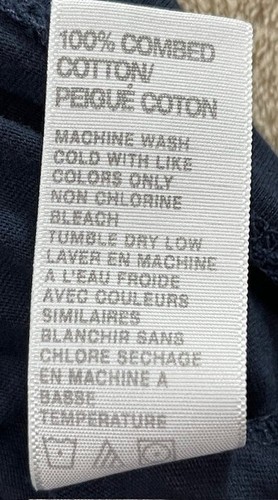 100% COMBED
COTTON/
PEIGUÉ COTON
MACHINE WASH
COLD WITH LIKE
COLORS ONLY
NON CHLORINE
BLEACH
TUMBLE DRY LOW
LAVER EN MACHINE
A L'EAU FROIDE
AVEC COULEURS
SIMILAIRES
BLANCHIR SANS
CHLORE SECHAGE
EN MACHINE A
BASSE
TEMPERATURE